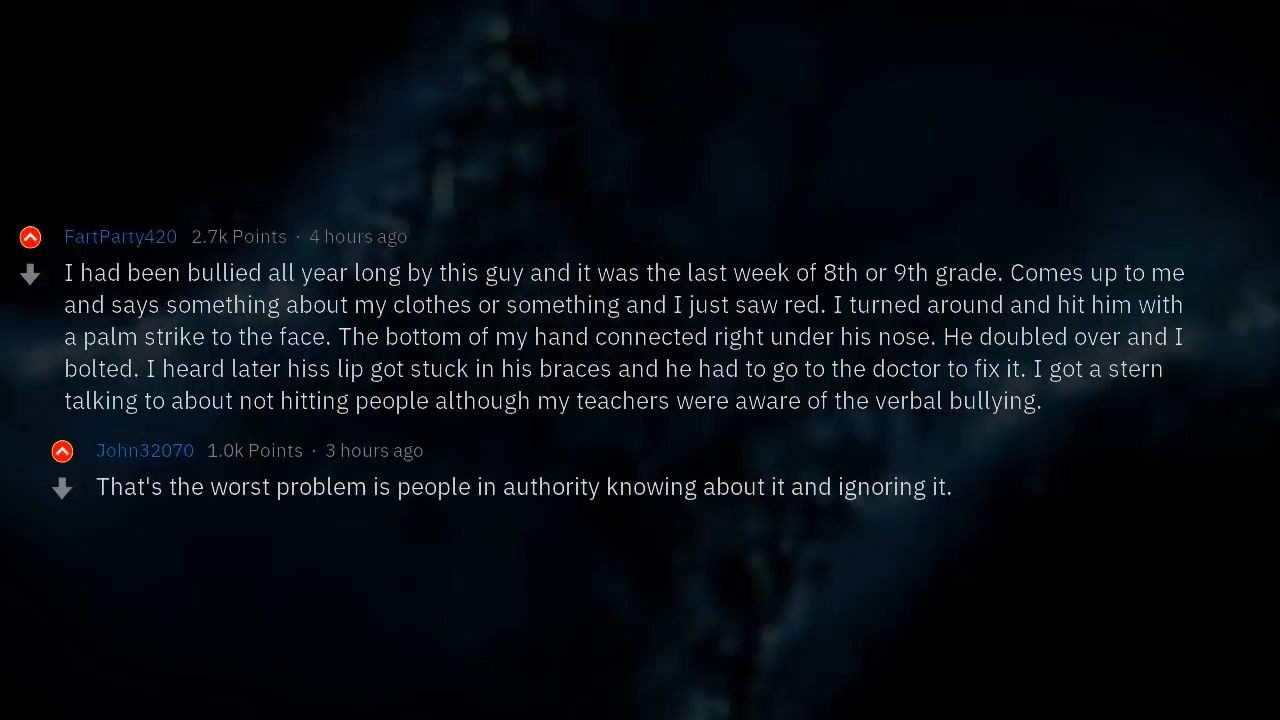 FartParty420 2.7k Points · 4 hours ago
I had been bullied all year long by this guy and it was the last week of 8th or 9th grade. Comes up to me
and says something about my clothes or something and I just saw red. I turned around and hit him with
a palm strike to the face. The bottom of my hand connected right under his nose. He doubled over and I
bolted. I heard later hiss lip got stuck in his braces and he had to go to the doctor to fix it. I got a stern
talking to about not hitting people although my teachers were aware of the verbal bullying.
John32070 1.0k Points · 3 hours ago
That's the worst problem is people in authority knowing about it and ignoring it.